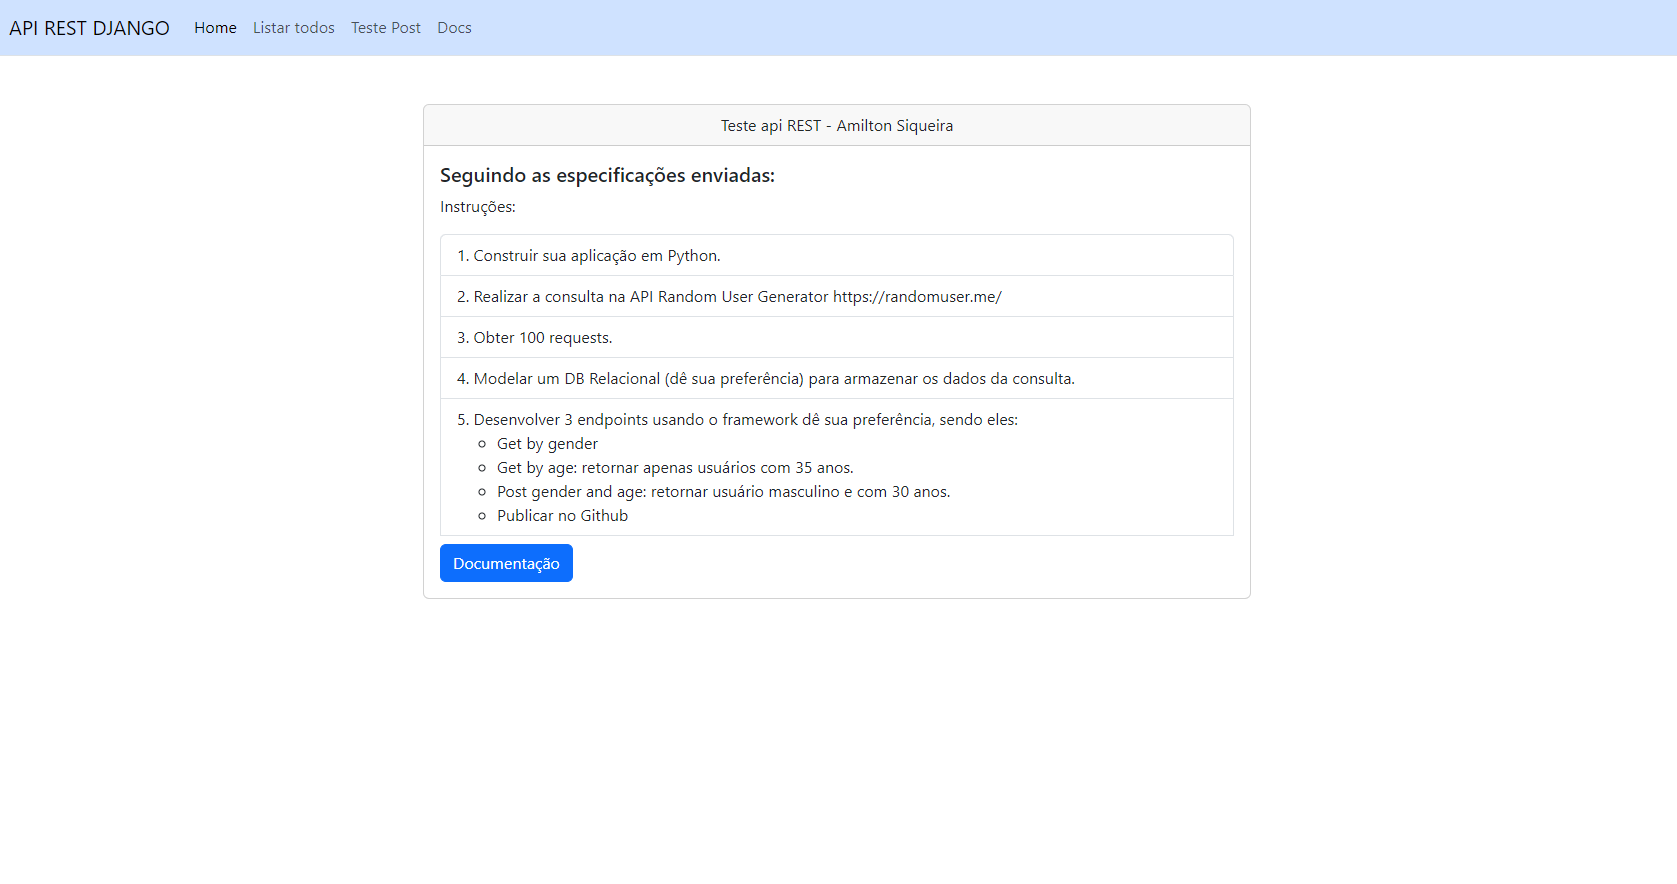 API REST DJANGO Home Listar todos Teste Post Docs
Teste api REST - Amilton Siqueira
Seguindo as especificações enviadas:
Instruções:
1. Construir sua aplicação em Python.
2. Realizar a consulta na API Random User Generator https://randomuser.me/
3. Obter 100 requests.
4. Modelar um DB Relacional (dê sua preferência) para armazenar os dados da consulta.
5. Desenvolver 3 endpoints usando o framework dê sua preferência, sendo eles:
Get by gender
Get by age: retornar apenas usuários com 35 anos.
Post gender and age: retornar usuário masculino e com 30 anos.
Publicar no Github
Documentação